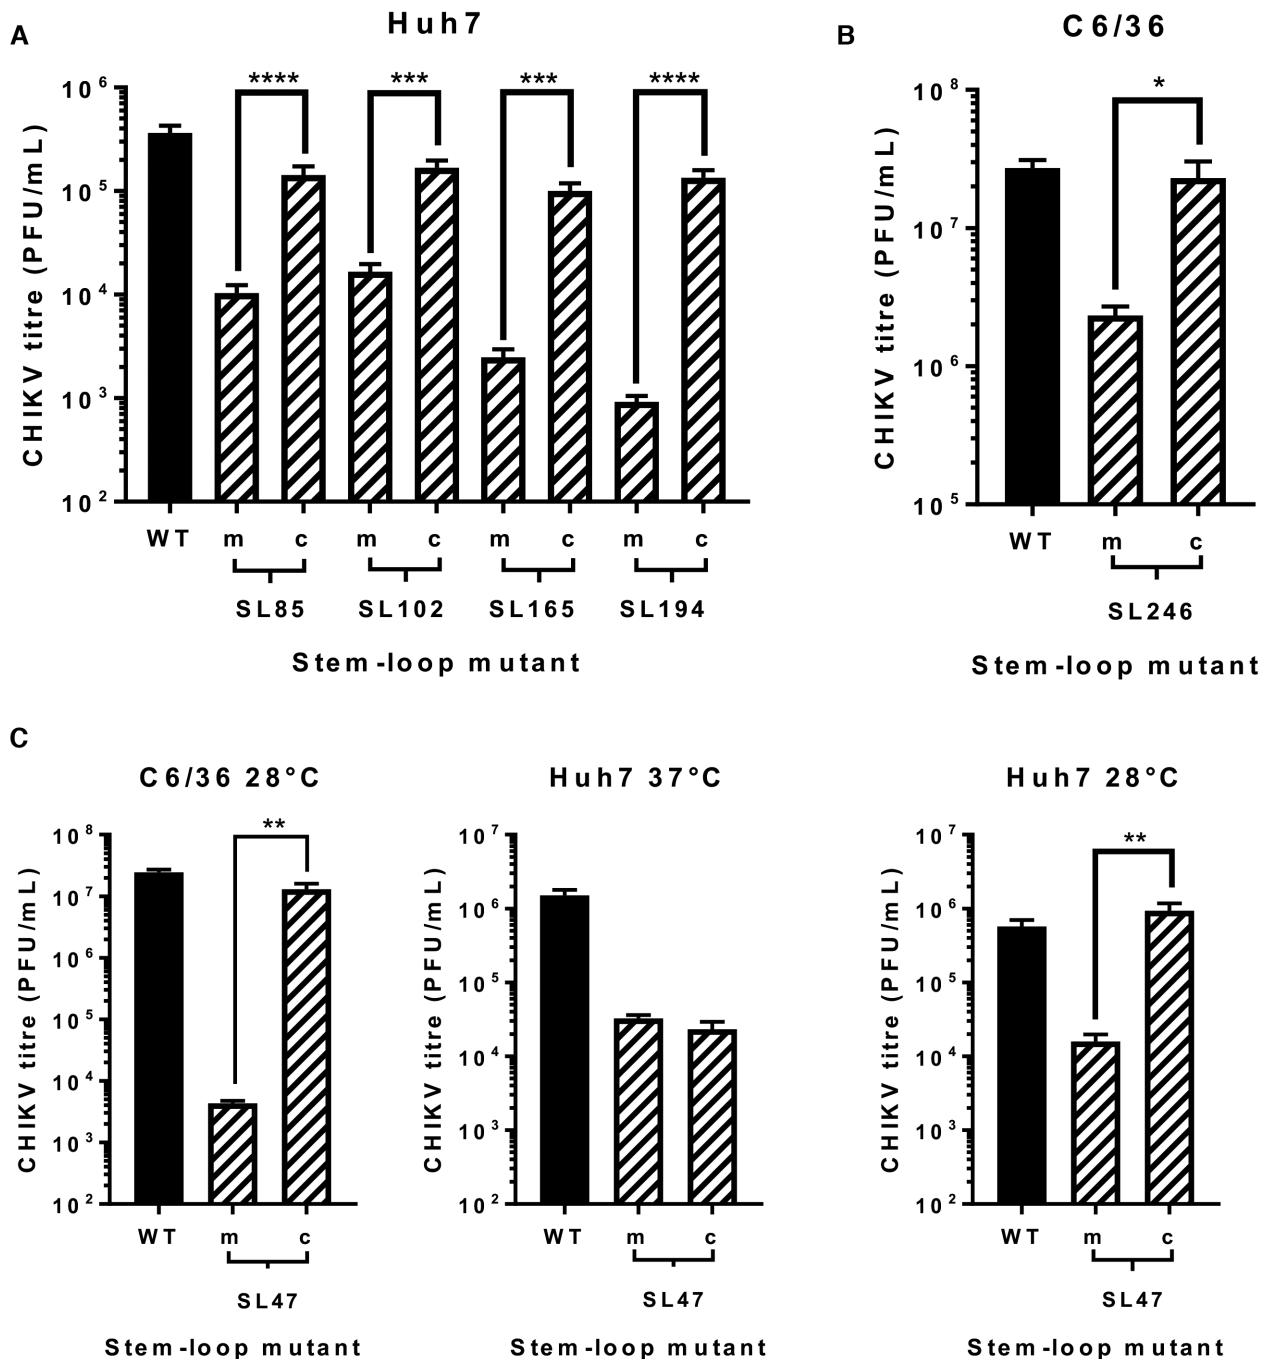 A
Huh7
CHIKV titre (PFU/mL)
10^6
10^5
10^4
10^3
10^2
**** *** *** ****
WT m c m c m c m c
SL85 SL102 SL165 SL194
Stem-loop mutant
B
C6/36
CHIKV titre (PFU/mL)
10^8
10^7
10^6
10^5
*
WT m c
SL246
Stem-loop mutant
C
C6/36 28°C
CHIKV titre (PFU/mL)
10^8
10^7
10^6
10^5
10^4
10^3
10^2
**
WT m c
SL47
Stem-loop mutant
Huh7 37°C
CHIKV titre (PFU/mL)
10^7
10^6
10^5
10^4
10^3
10^2
WT m c
SL47
Stem-loop mutant
Huh7 28°C
CHIKV titre (PFU/mL)
10^7
10^6
10^5
10^4
10^3
10^2
**
WT m c
SL47
Stem-loop mutant